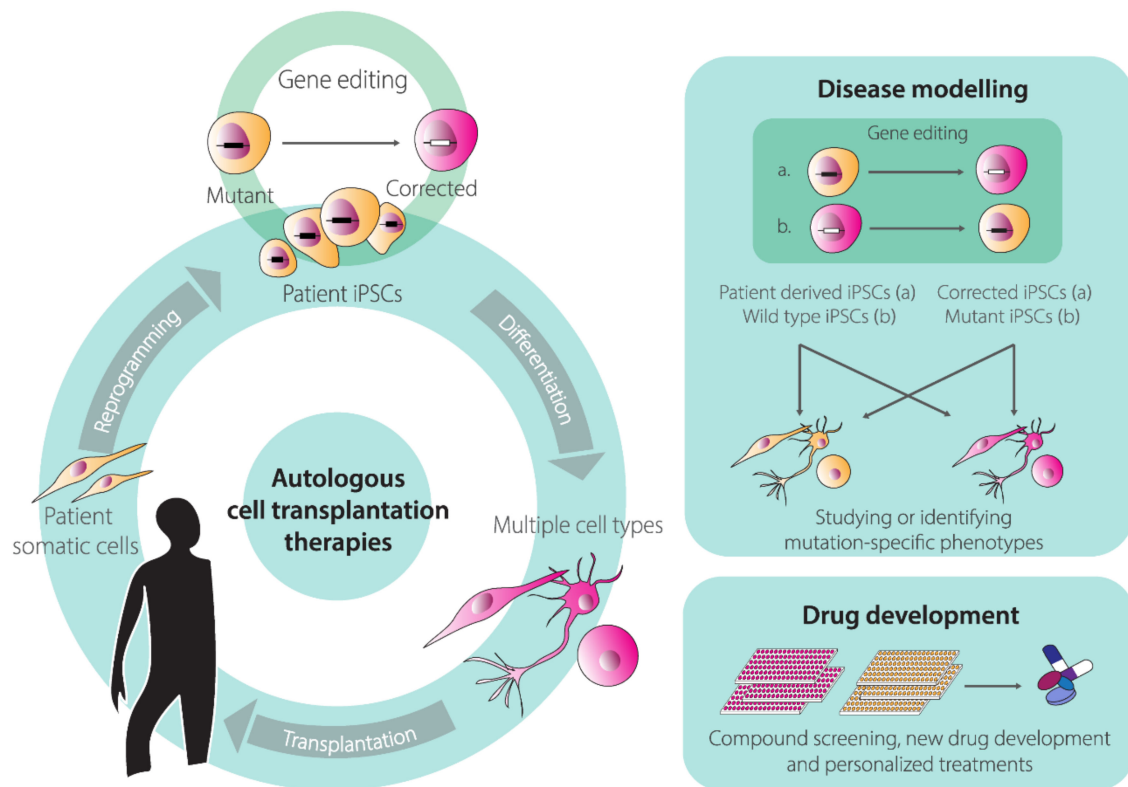 Gene editing
Mutant
Corrected
Patient iPSCs
Reprogramming
Differentiation
Autologous
cell transplantation
therapies
Patient
somatic cells
Multiple cell types
Transplantation
Disease modelling
Gene editing
a.
b.
Patient derived iPSCs (a)
Wild type iPSCs (b)
Corrected iPSCs (a)
Mutant iPSCs (b)
Studying or identifying
mutation-specific phenotypes
Drug development
Compound screening, new drug development
and personalized treatments